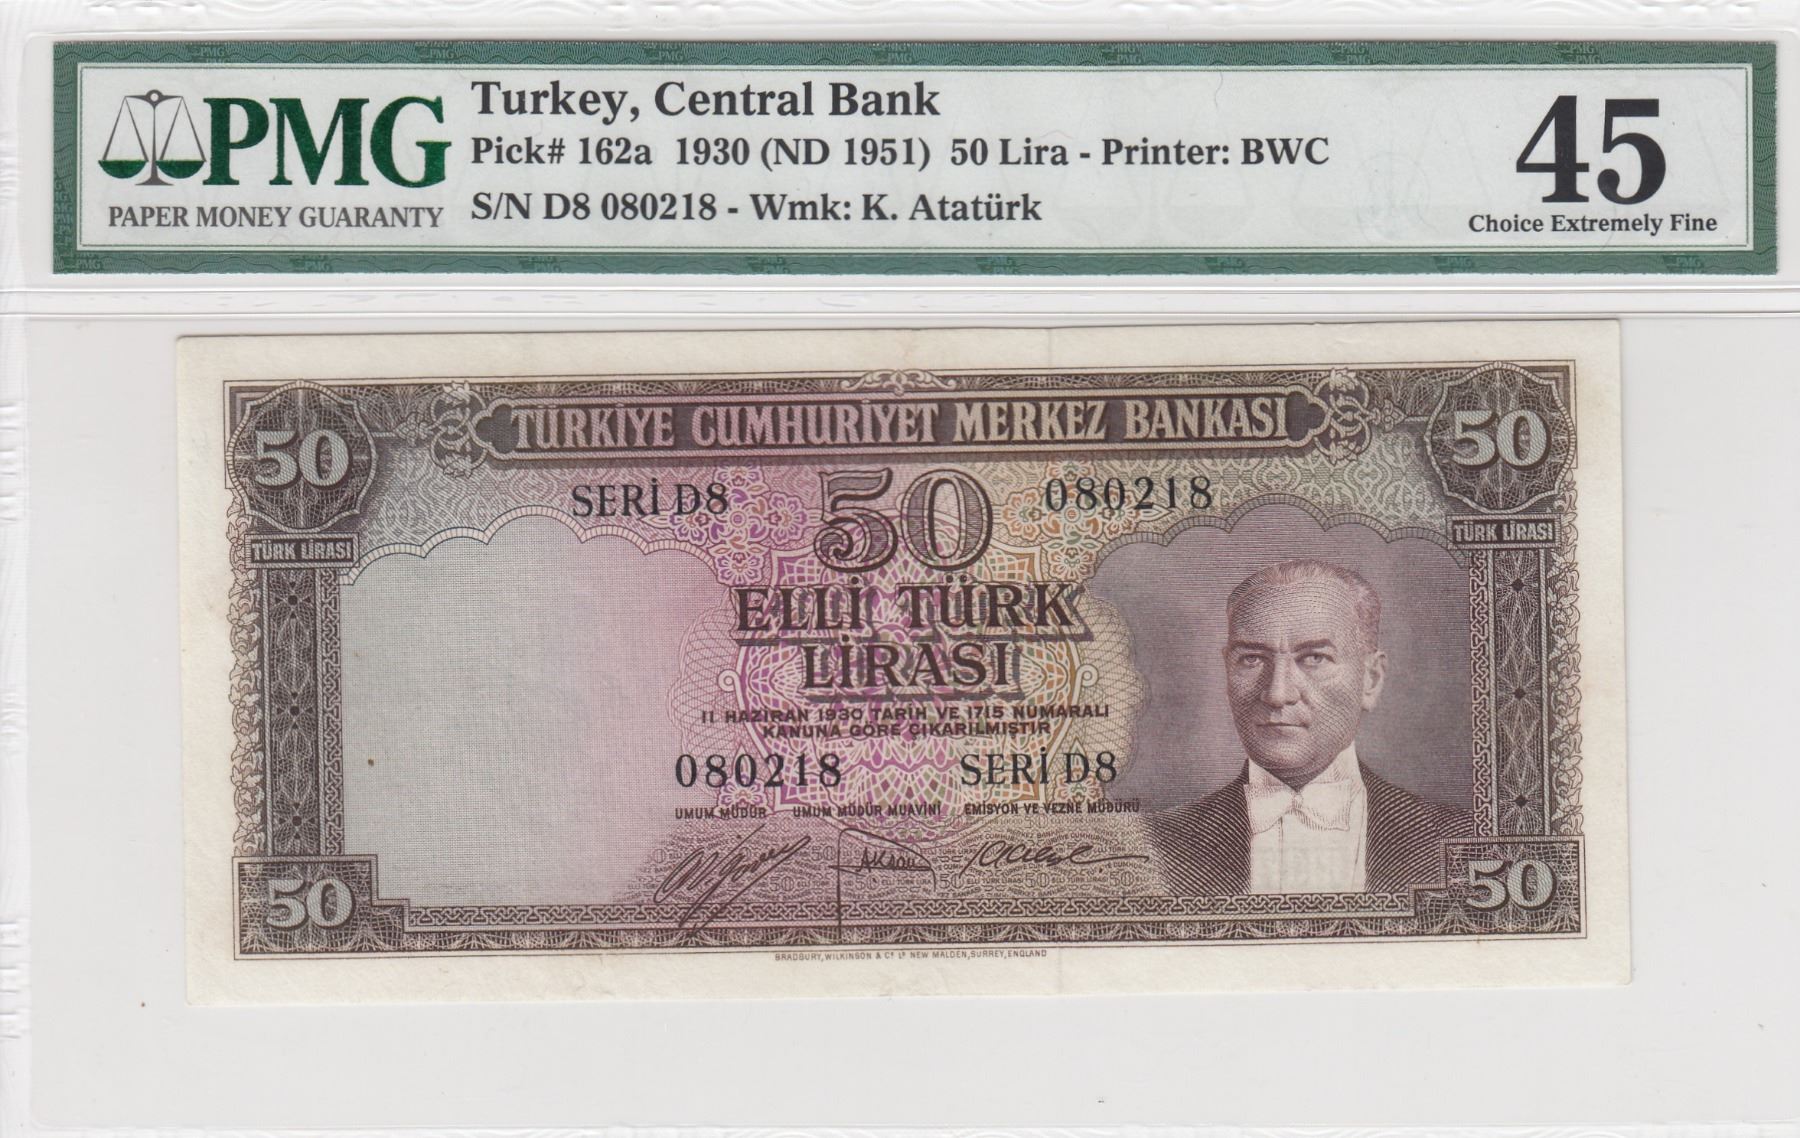 PMG
PAPER MONEY GUARANTY
Turkey, Central Bank
Pick# 162a 1930 (ND 1951) 50 Lira - Printer: BWC
S/N D8 080218 - Wmk: K. Atatürk
45
Choice Extremely Fine
50 TÜRKİYE CUMHURİYET MERKEZ BANKASI 50
SERİ D8 50 080218
TÜRK LİRASI TÜRK LİRASI
ELLİ TÜRK
LİRASI
11 HAZİRAN 1930 TARİH VE 1715 NUMARALI
KANUNA GÖRE ÇIKARILMIŞTIR
080218 SERİ D8
UMUM MÜDÜR UMUM MÜDÜR MUAVİNİ EMİSYON VE VEZNE MÜDÜRÜ
50 50
BRADBURY, WILKINSON & Cº Lº NEW MALDEN, SURREY, ENGLAND